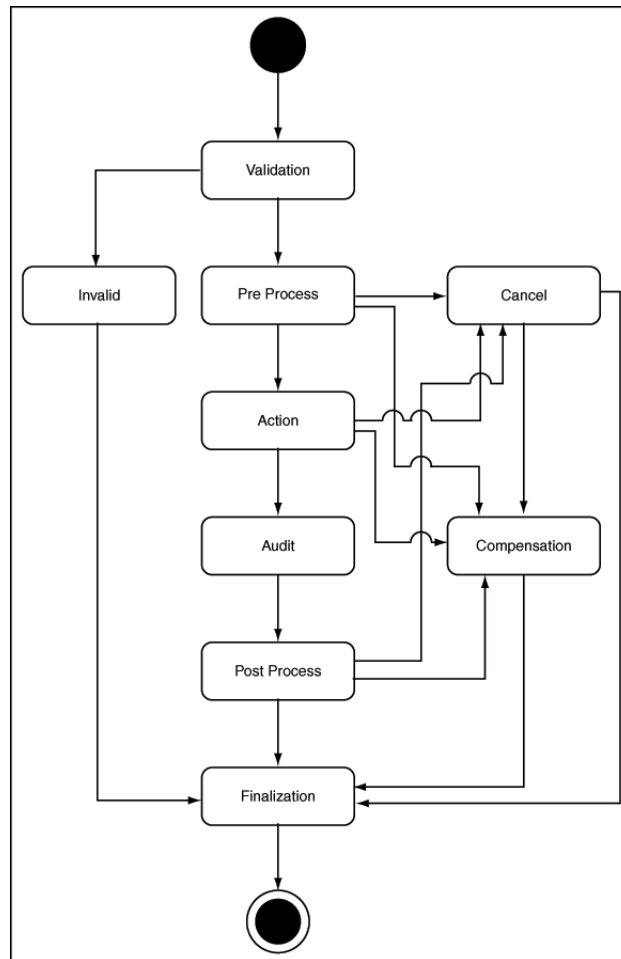 Validation
Invalid
Pre Process
Cancel
Action
Audit
Compensation
Post Process
Finalization